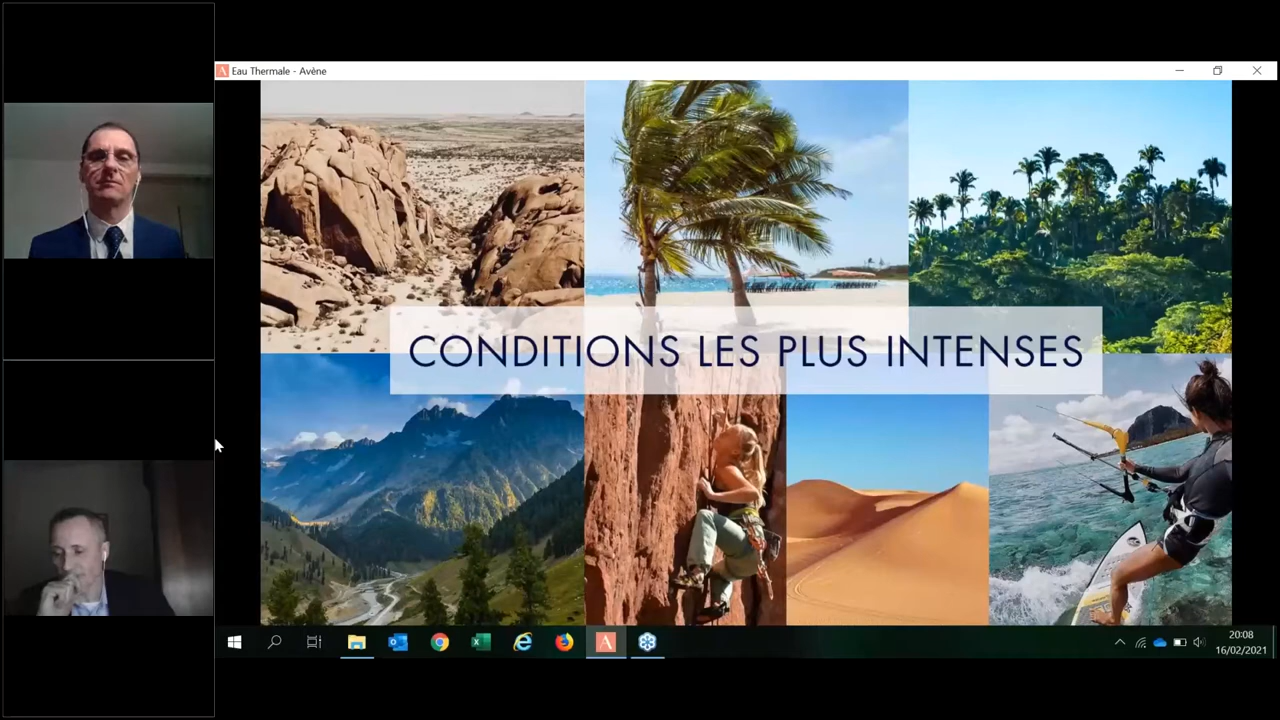 Eau Thermale - Avène
CONDITIONS LES PLUS INTENSES
20:08
16/02/2021